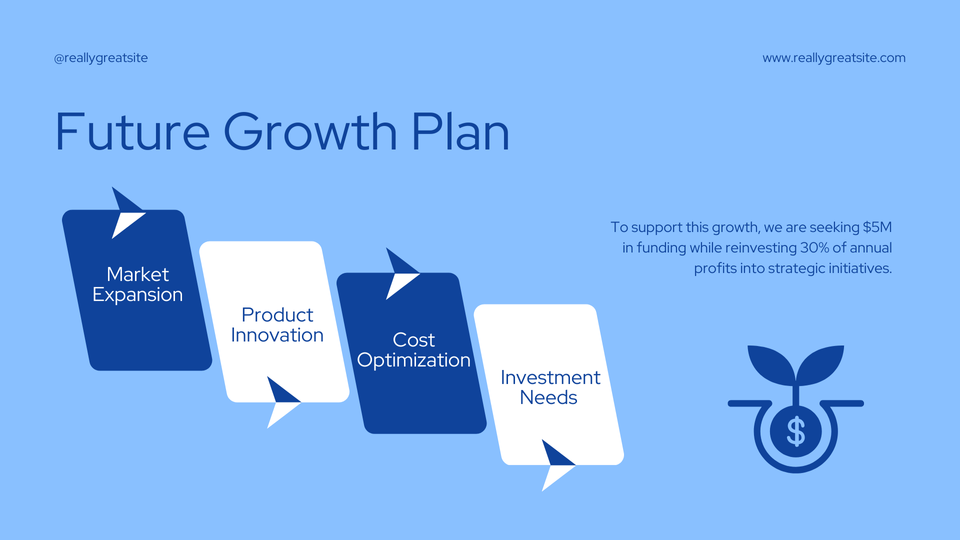 @reallygreatsite
www.reallygreatsite.com
Future Growth Plan
Market
Expansion
Product
Innovation
Cost
Optimization
Investment
Needs
To support this growth, we are seeking $5M
in funding while reinvesting 30% of annual
profits into strategic initiatives.
$